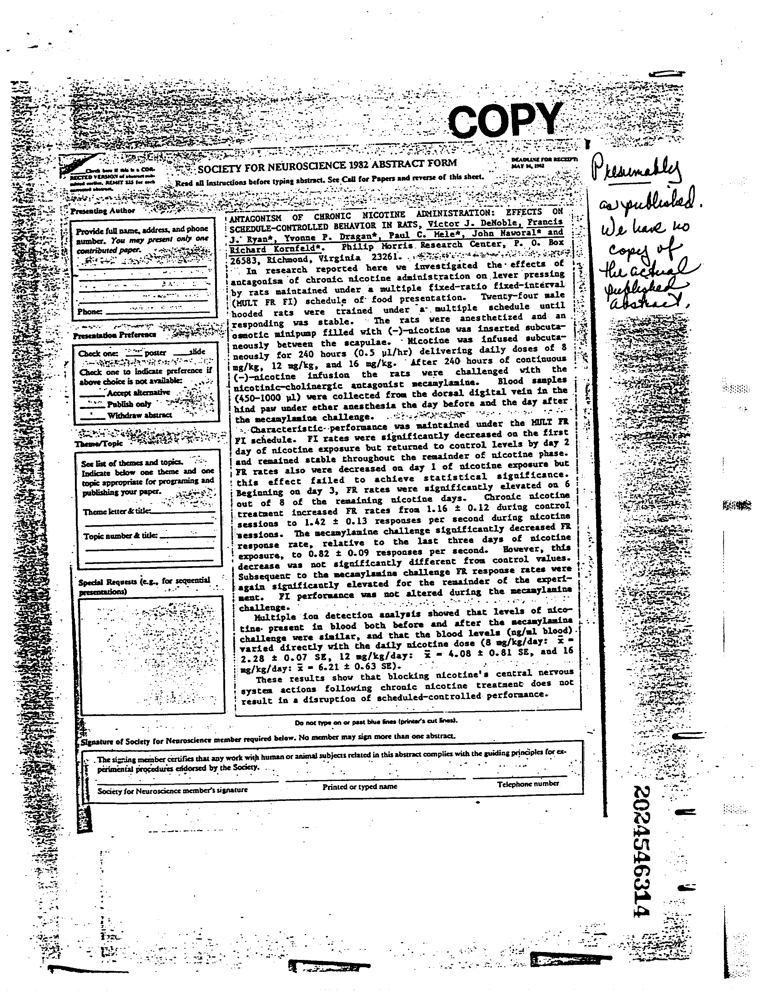 COPY
Check here if this is a COR-
RECTED VERSION of abstract sub-
mitted earlier. REMIT $25 for each
corrected abstract.
SOCIETY FOR NEUROSCIENCE 1982 ABSTRACT FORM
Read all instructions before typing abstract. See Call for Papers and reverse of this sheet.
DEADLINE FOR RECEIPT:
MAY 14, 1982
Presumably
as published.
We have no
copy of
the actual
published
abstract.
Presenting Author
Provide full name, address, and phone
number. You may present only one
contributed paper.
Phone:
Presentation Preference
Check one: poster slide
Check one to indicate preference if
above choice is not available:
Accept alternative
Publish only
Withdraw abstract
Theme/Topic
See list of themes and topics.
Indicate below one theme and one
topic appropriate for programing and
publishing your paper.
Theme letter & title:
Topic number & title:
Special Requests (e.g., for sequential
presentations)
ANTAGONISM OF CHRONIC NICOTINE ADMINISTRATION: EFFECTS ON
SCHEDULE-CONTROLLED BEHAVIOR IN RATS, Victor J. DeNoble, Francis
J. Ryan*, Yvonne P. Dragan*, Paul C. Mele*, John Naworal* and
Richard Kornfeld*. Philip Morris Research Center, P. O. Box
26583, Richmond, Virginia 23261.
In research reported here we investigated the effects of
antagonism of chronic nicotine administration on lever pressing
by rats maintained under a multiple fixed-ratio fixed-interval
(MULT FR FI) schedule of food presentation. Twenty-four male
hooded rats were trained under a multiple schedule until
responding was stable. The rats were anesthetized and an
osmotic minipump filled with (-)-nicotine was inserted subcuta-
neously between the scapulae. Nicotine was infused subcuta-
neously for 240 hours (0.5 µl/hr) delivering daily doses of 8
mg/kg, 12 mg/kg, and 16 mg/kg. After 240 hours of continuous
(-)-nicotine infusion the rats were challenged with the
nicotinic-cholinergic antagonist mecamylamine. Blood samples
(450-1000 µl) were collected from the dorsal digital vein in the
hind paw under ether anesthesia the day before and the day after
the mecamylamine challenge.
Characteristic performance was maintained under the MULT FR
FI schedule. FI rates were significantly decreased on the first
day of nicotine exposure but returned to control levels by day 2
and remained stable throughout the remainder of nicotine phase.
FR rates also were decreased on day 1 of nicotine exposure but
this effect failed to achieve statistical significance.
Beginning on day 3, FR rates were significantly elevated on 6
out of 8 of the remaining nicotine days. Chronic nicotine
treatment increased FR rates from 1.16 ± 0.12 during control
sessions to 1.42 ± 0.13 responses per second during nicotine
sessions. The mecamylamine challenge significantly decreased FR
response rate, relative to the last three days of nicotine
exposure, to 0.82 ± 0.09 responses per second. However, this
decrease was not significantly different from control values.
Subsequent to the mecamylamine challenge FR response rates were
again significantly elevated for the remainder of the experi-
ment. FI performance was not altered during the mecamylamine
challenge.
Multiple ion detection analysis showed that levels of nico-
tine present in blood both before and after the mecamylamine
challenge were similar, and that the blood levels (ng/ml blood)
varied directly with the daily nicotine dose (8 mg/kg/day: x̄ =
2.28 ± 0.07 SE, 12 mg/kg/day: x̄ = 4.08 ± 0.81 SE, and 16
mg/kg/day: x̄ = 6.21 ± 0.63 SE).
These results show that blocking nicotine's central nervous
system actions following chronic nicotine treatment does not
result in a disruption of scheduled-controlled performance.
Do not type on or past blue lines (printer's cut lines).
Signature of Society for Neuroscience member required below. No member may sign more than one abstract.
The signing member certifies that any work with human or animal subjects related in this abstract complies with the guiding principles for ex-
perimental procedures endorsed by the Society.
Society for Neuroscience member's signature
Printed or typed name
Telephone number
2024546314